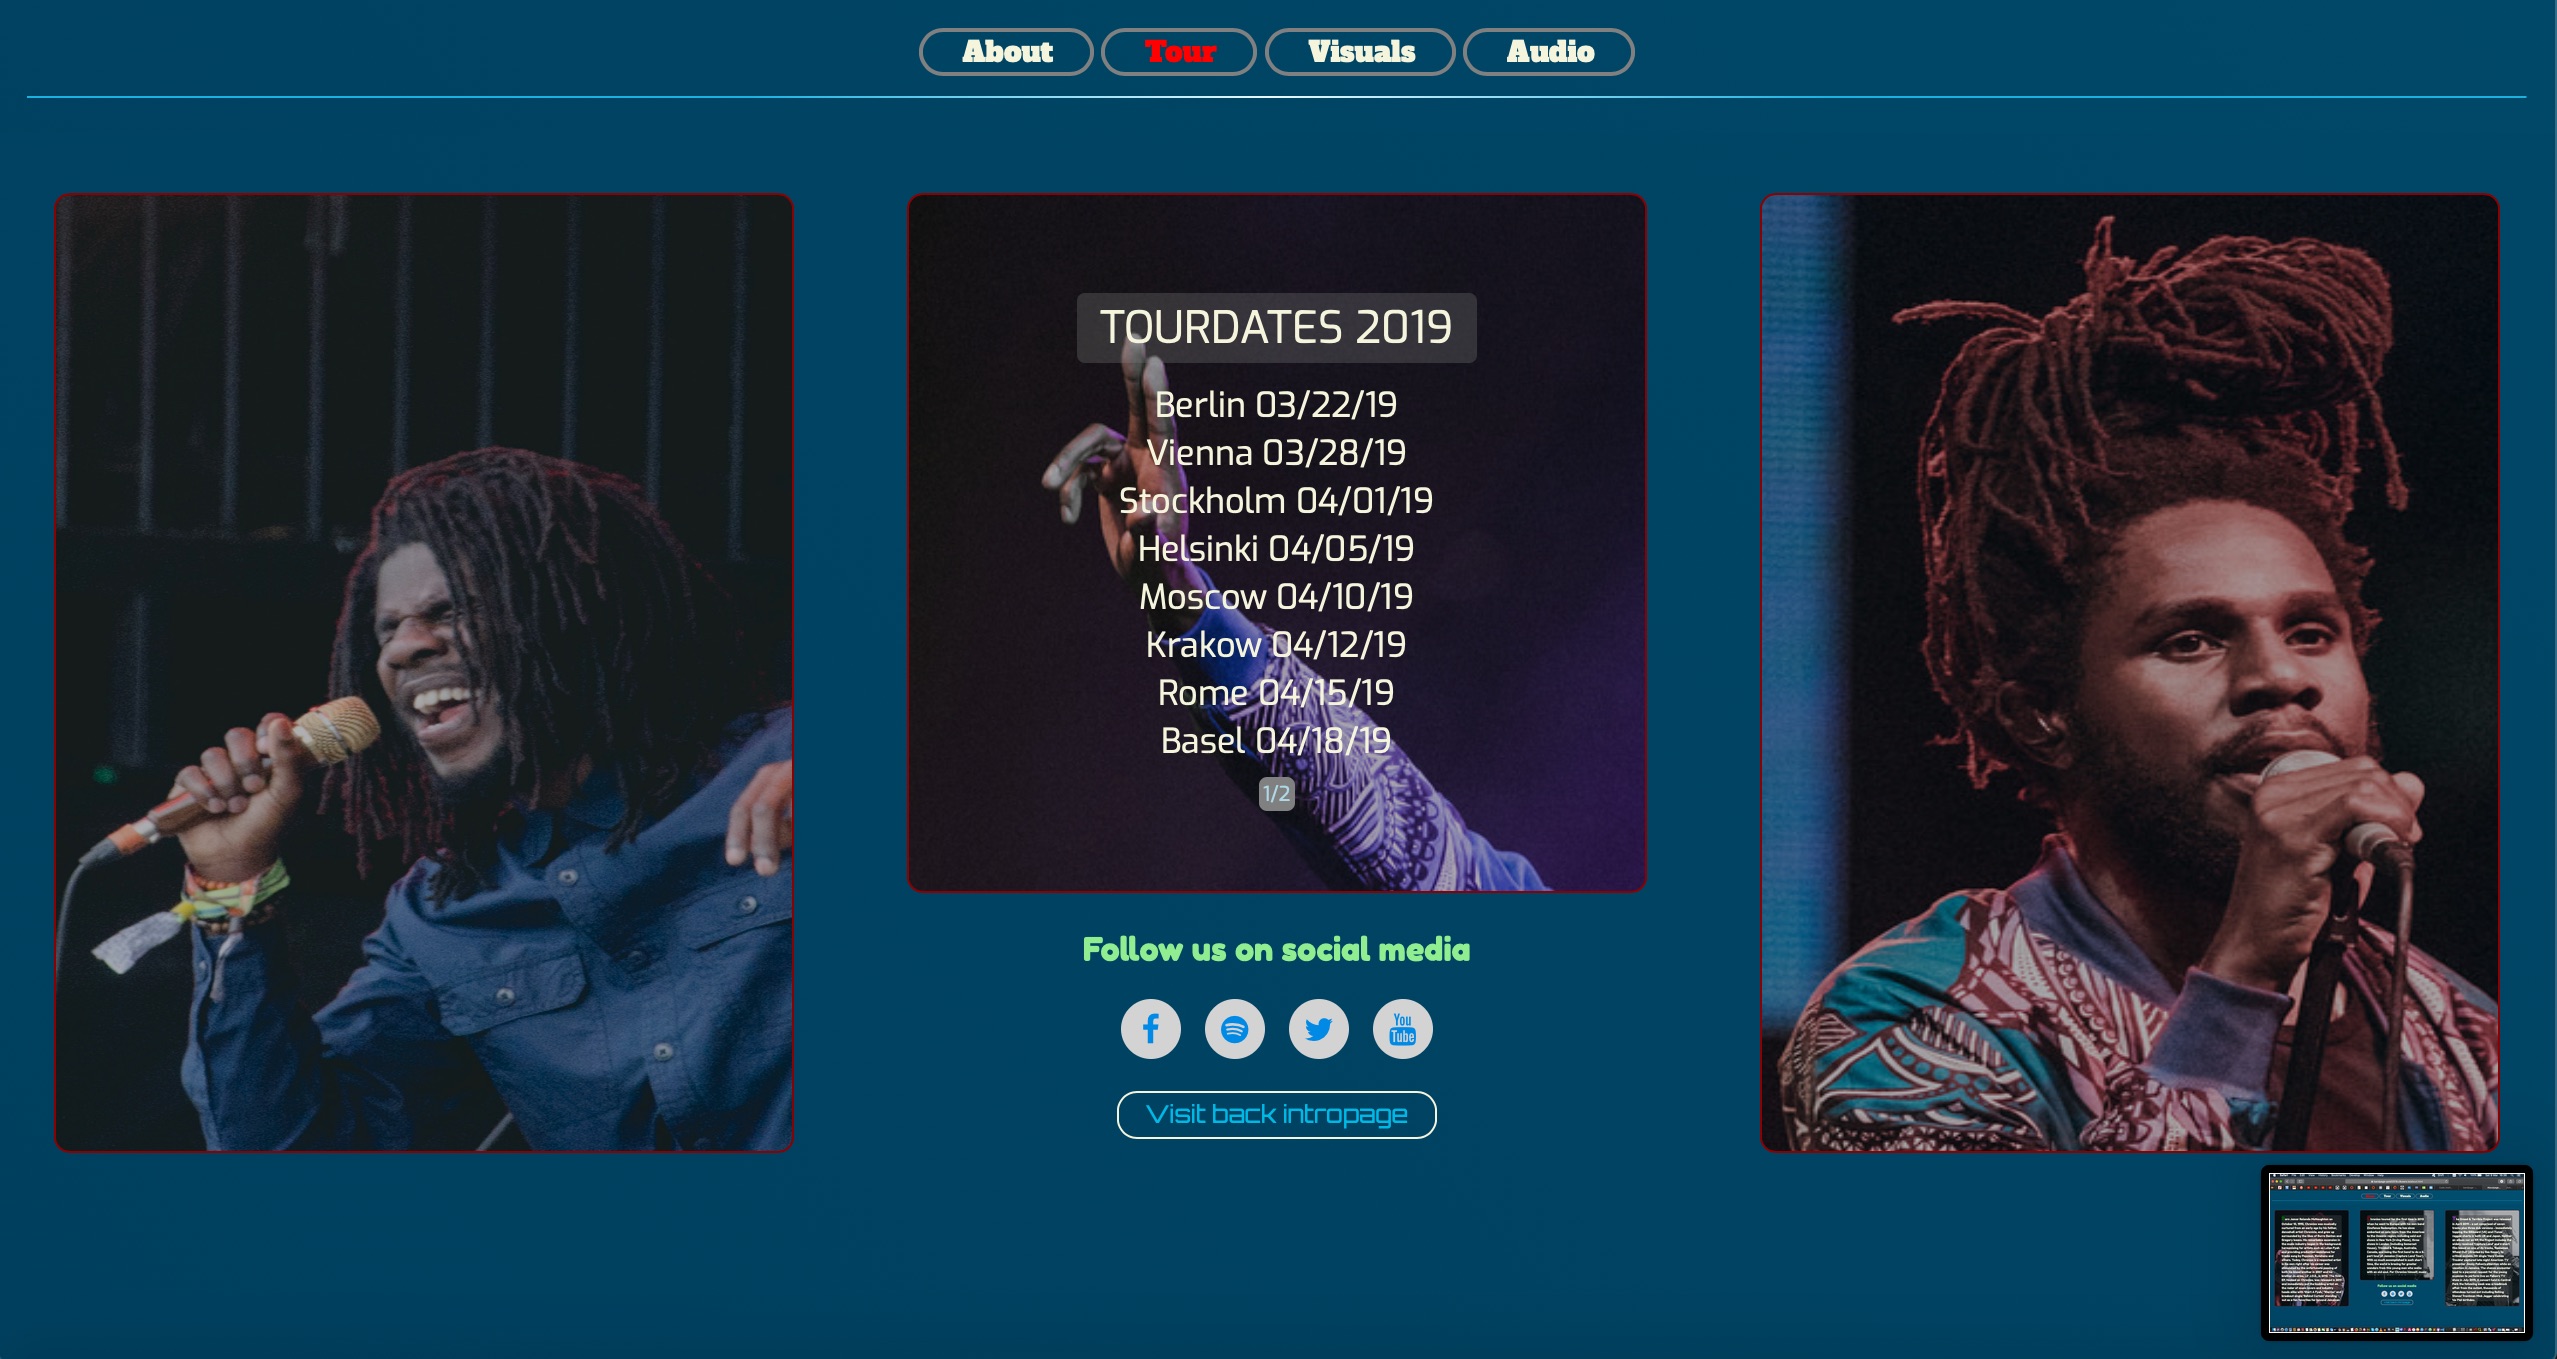 About Tour Visuals Audio
TOURDATES 2019
Berlin 03/22/19
Vienna 03/28/19
Stockholm 04/01/19
Helsinki 04/05/19
Moscow 04/10/19
Krakow 04/12/19
Rome 04/15/19
Basel 04/18/19
1/2
Follow us on social media
You
Tube
Visit back intropage